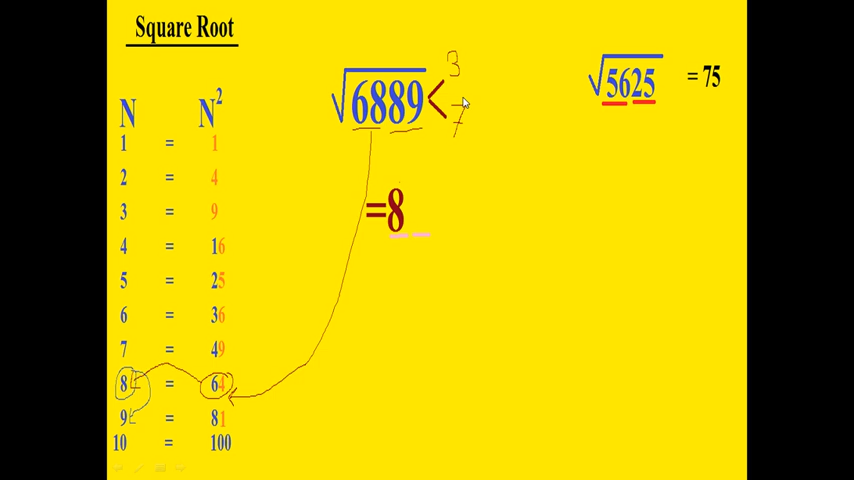 Square Root
N N²
1 = 1
2 = 4
3 = 9
4 = 16
5 = 25
6 = 36
7 = 49
8 = 64
9 = 81
10 = 100
√6889 < 3
7
=8
√5625 = 75